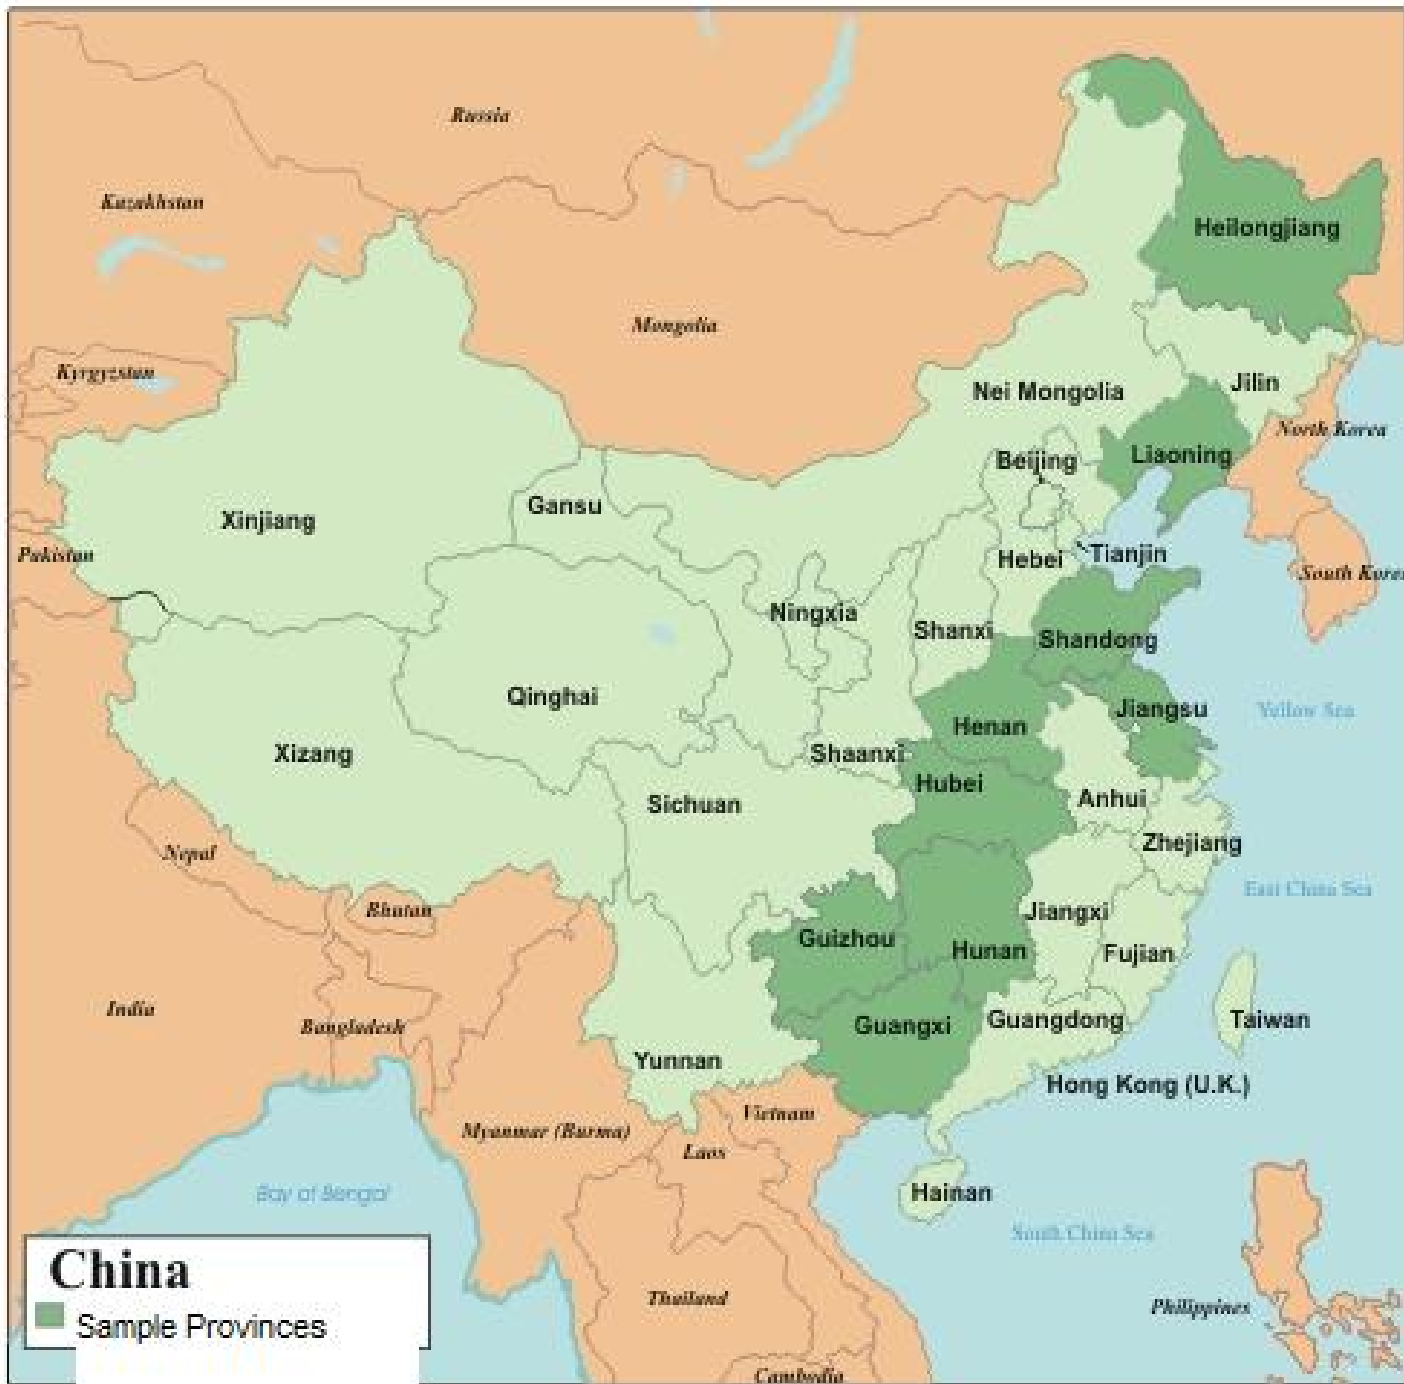 Russia
Kazakhstan
Heilongjiang
Mongolia
Kyrgyzstan
Nei Mongolia
Jilin
North Korea
Beijing
Liaoning
Xinjiang
Gansu
Pakistan
Hebei
Tianjin
South Korea
Ningxia
Shanxi
Shandong
Qinghai
Jiangsu
Yellow Sea
Henan
Xizang
Shaanxi
Hubei
Sichuan
Anhui
Zhejiang
Nepal
East China Sea
Bhutan
Jiangxi
Guizhou
Hunan
Fujian
India
Bangladesh
Guangxi
Guangdong
Taiwan
Yunnan
Hong Kong (U.K.)
Vietnam
Myanmar (Burma)
Laos
Bay of Bengal
Hainan
South China Sea
China
Sample Provinces
Thailand
Philippines
Cambodia